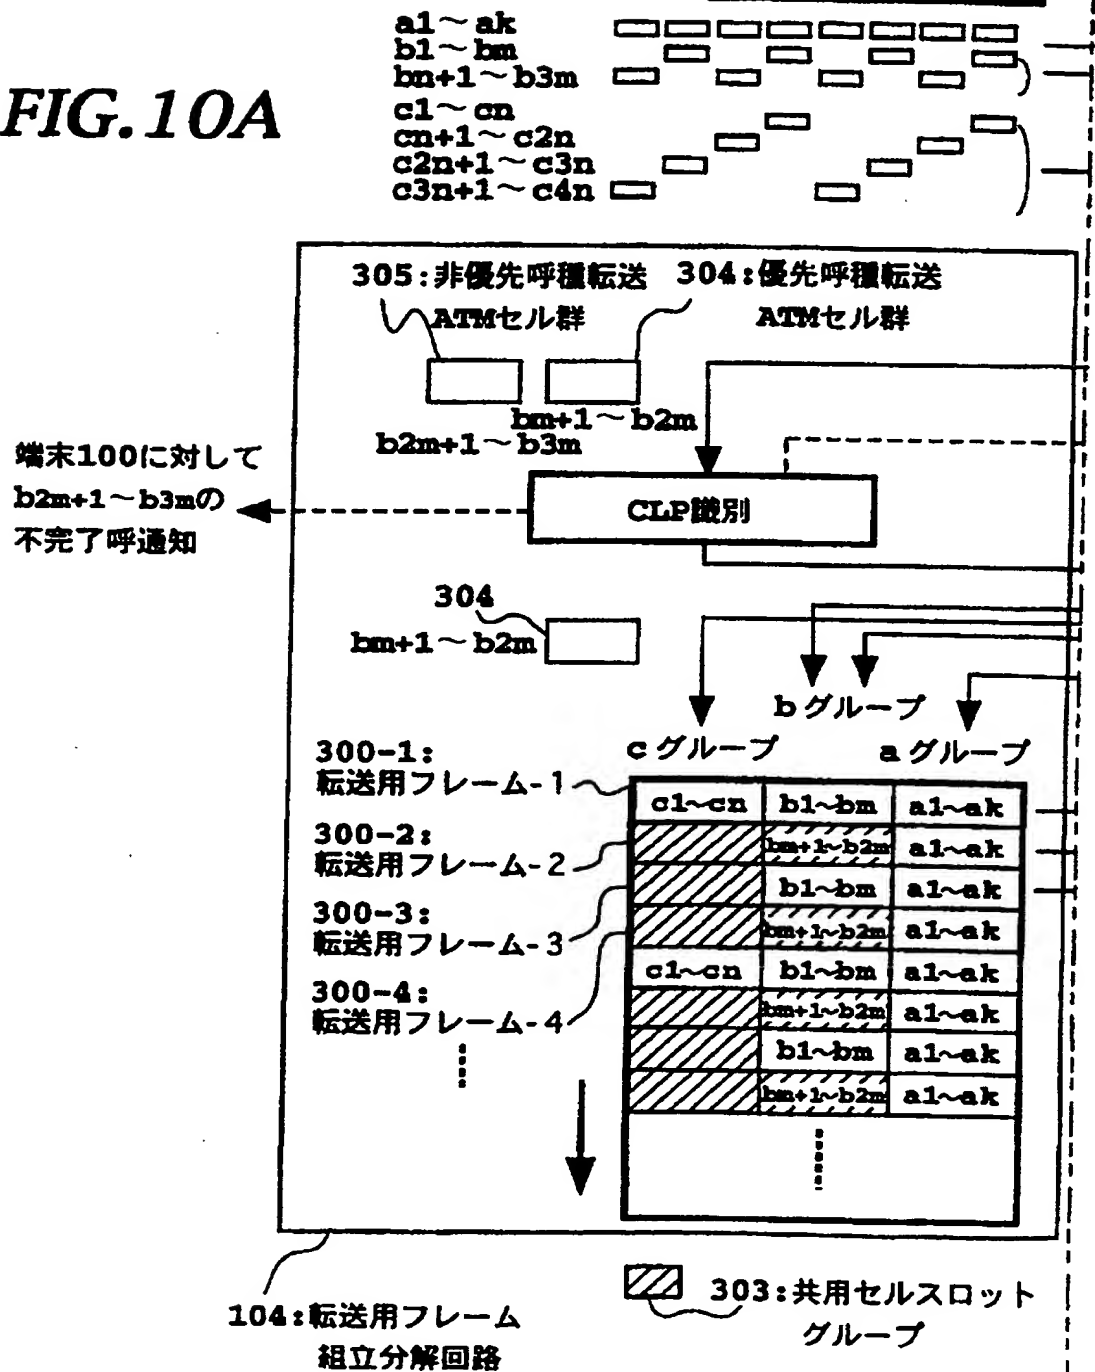 a1～ak
b1～bm
bn+1～b3m
FIG.10A
c1～cn
cn+1～c2n
c2n+1～c3n
c3n+1～c4n
305:非優先呼種転送
ATMセル群
304:優先呼種転送
ATMセル群
bm+1～b2m
b2m+1～b3m
端末100に対して
b2m+1～b3mの
不完了呼通知
CLP識別
304
bm+1～b2m
bグループ
cグループ
aグループ
300-1:
転送用フレーム-1
c1～cn b1～bm a1～ak
300-2:
転送用フレーム-2
bm+1～b2m a1～ak
b1～bm a1～ak
300-3:
転送用フレーム-3
bm+1～b2m a1～ak
c1～cn b1～bm a1～ak
300-4:
転送用フレーム-4
bm+1～b2m a1～ak
b1～bm a1～ak
bm+1～b2m a1～ak
303:共用セルスロット
グループ
104:転送用フレーム
組立分解回路